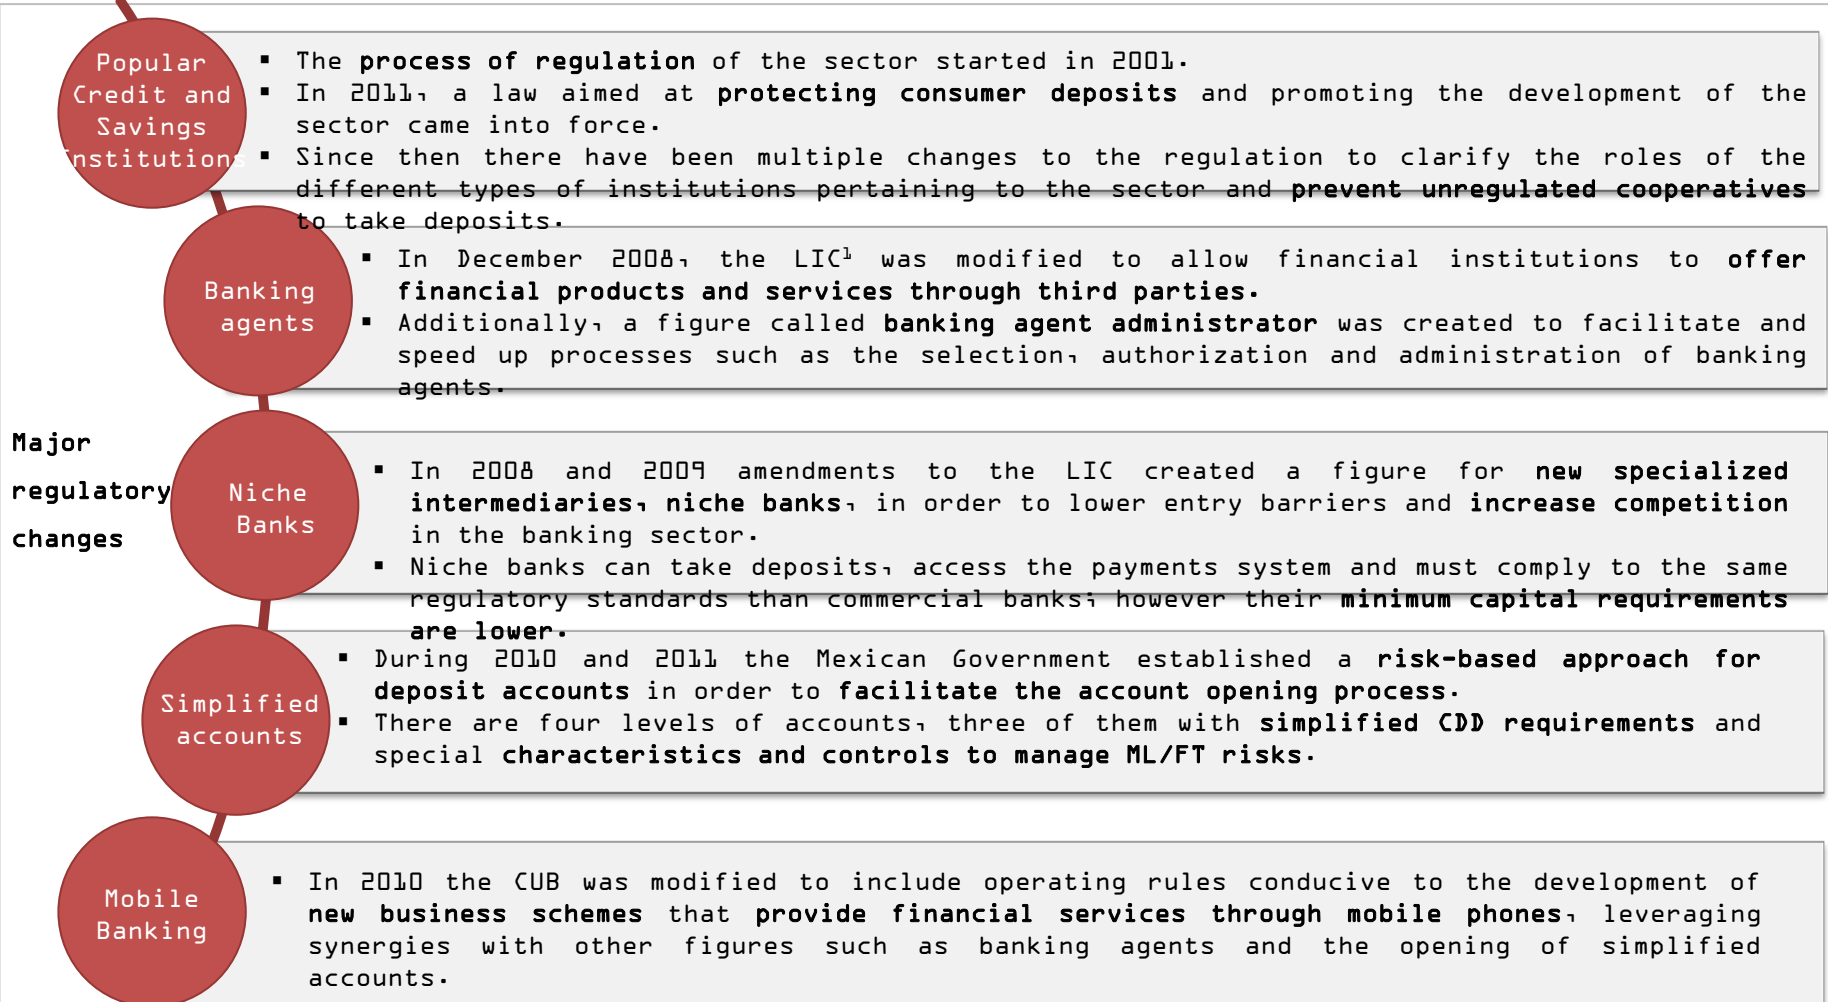 Popular
Credit and
Savings
Institutions
▪ The process of regulation of the sector started in 2001.
▪ In 2011, a law aimed at protecting consumer deposits and promoting the development of the
sector came into force.
▪ Since then there have been multiple changes to the regulation to clarify the roles of the
different types of institutions pertaining to the sector and prevent unregulated cooperatives
to take deposits.
Banking
agents
▪ In December 2008, the LIC¹ was modified to allow financial institutions to offer
financial products and services through third parties.
▪ Additionally, a figure called banking agent administrator was created to facilitate and
speed up processes such as the selection, authorization and administration of banking
agents.
Major
regulatory
changes
Niche
Banks
▪ In 2008 and 2009 amendments to the LIC created a figure for new specialized
intermediaries, niche banks, in order to lower entry barriers and increase competition
in the banking sector.
▪ Niche banks can take deposits, access the payments system and must comply to the same
regulatory standards than commercial banks; however their minimum capital requirements
are lower.
Simplified
accounts
▪ During 2010 and 2011 the Mexican Government established a risk-based approach for
deposit accounts in order to facilitate the account opening process.
▪ There are four levels of accounts, three of them with simplified CDD requirements and
special characteristics and controls to manage ML/FT risks.
Mobile
Banking
▪ In 2010 the CUB was modified to include operating rules conducive to the development of
new business schemes that provide financial services through mobile phones, leveraging
synergies with other figures such as banking agents and the opening of simplified
accounts.